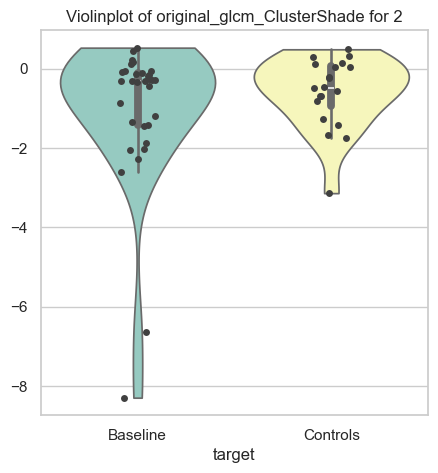 Violinplot of original_glcm_ClusterShade for 2
0
−2
−4
−6
−8
Baseline
Controls
target